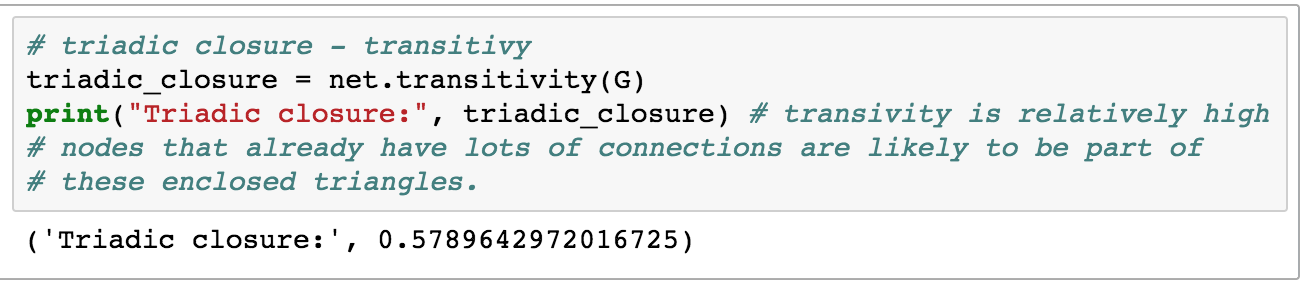 # triadic closure - transitivy
triadic_closure = net.transitivity(G)
print("Triadic closure:", triadic_closure) # transivity is relatively high
# nodes that already have lots of connections are likely to be part of
# these enclosed triangles.
('Triadic closure:', 0.5789642972016725)